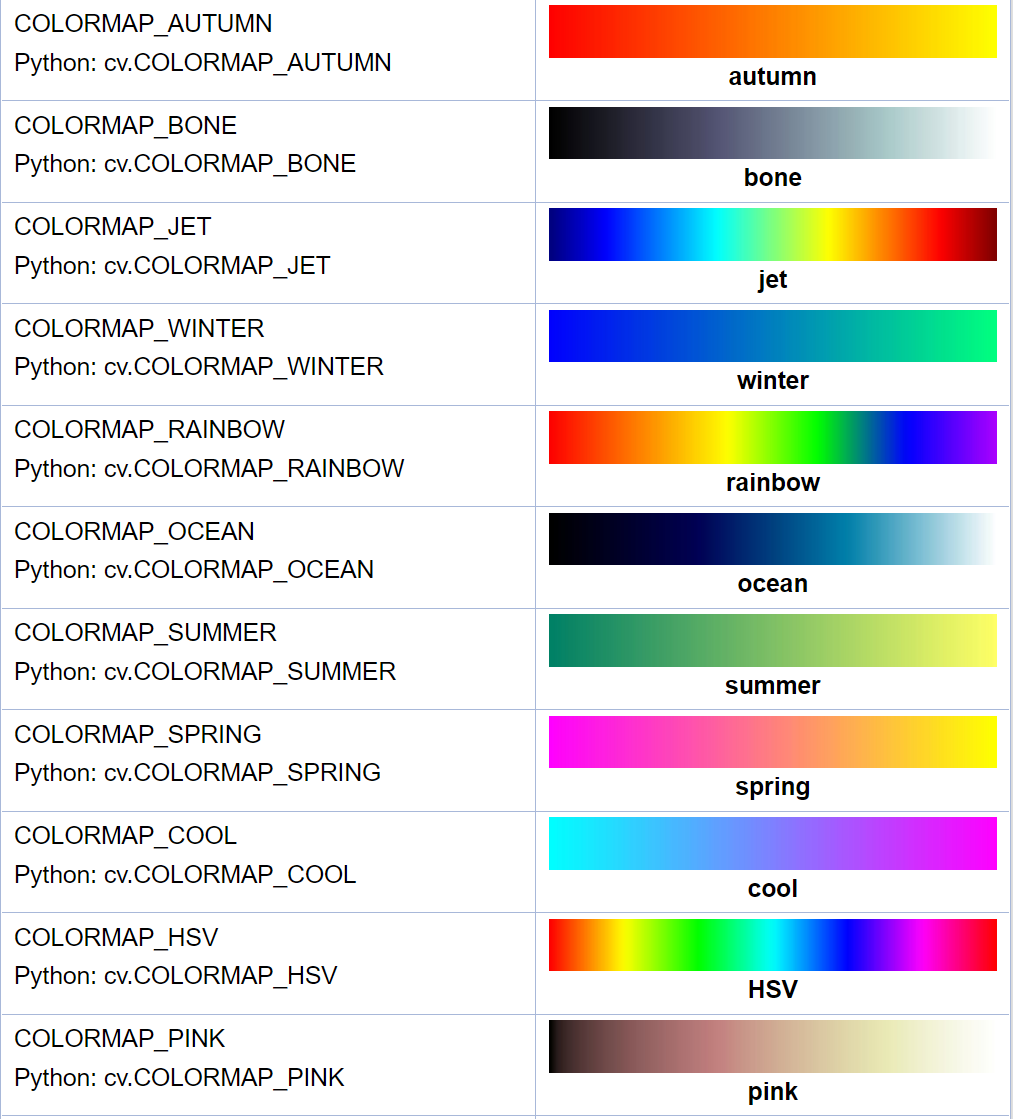 COLORMAP_AUTUMN
Python: cv.COLORMAP_AUTUMN
autumn
COLORMAP_BONE
Python: cv.COLORMAP_BONE
bone
COLORMAP_JET
Python: cv.COLORMAP_JET
jet
COLORMAP_WINTER
Python: cv.COLORMAP_WINTER
winter
COLORMAP_RAINBOW
Python: cv.COLORMAP_RAINBOW
rainbow
COLORMAP_OCEAN
Python: cv.COLORMAP_OCEAN
ocean
COLORMAP_SUMMER
Python: cv.COLORMAP_SUMMER
summer
COLORMAP_SPRING
Python: cv.COLORMAP_SPRING
spring
COLORMAP_COOL
Python: cv.COLORMAP_COOL
cool
COLORMAP_HSV
Python: cv.COLORMAP_HSV
HSV
COLORMAP_PINK
Python: cv.COLORMAP_PINK
pink